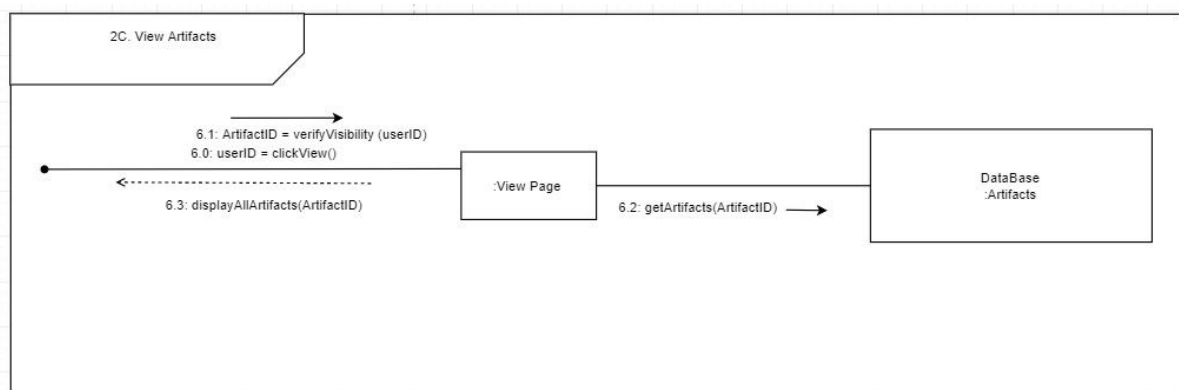 2C. View Artifacts
6.1: ArtifactID = verifyVisibility (userID)
6.0: userID = clickView()
6.3: displayAllArtifacts(ArtifactID)
:View Page
6.2: getArtifacts(ArtifactID)
DataBase
:Artifacts